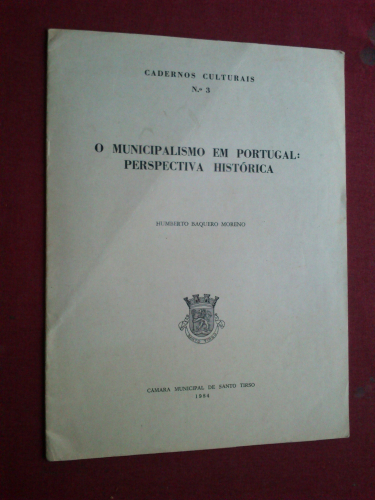 CADERNOS CULTURAIS
N.º 3
O MUNICIPALISMO EM PORTUGAL:
PERSPECTIVA HISTÓRICA
HUMBERTO BAQUERO MORENO
CAMARA MUNICIPAL DE SANTO TIRSO
1984